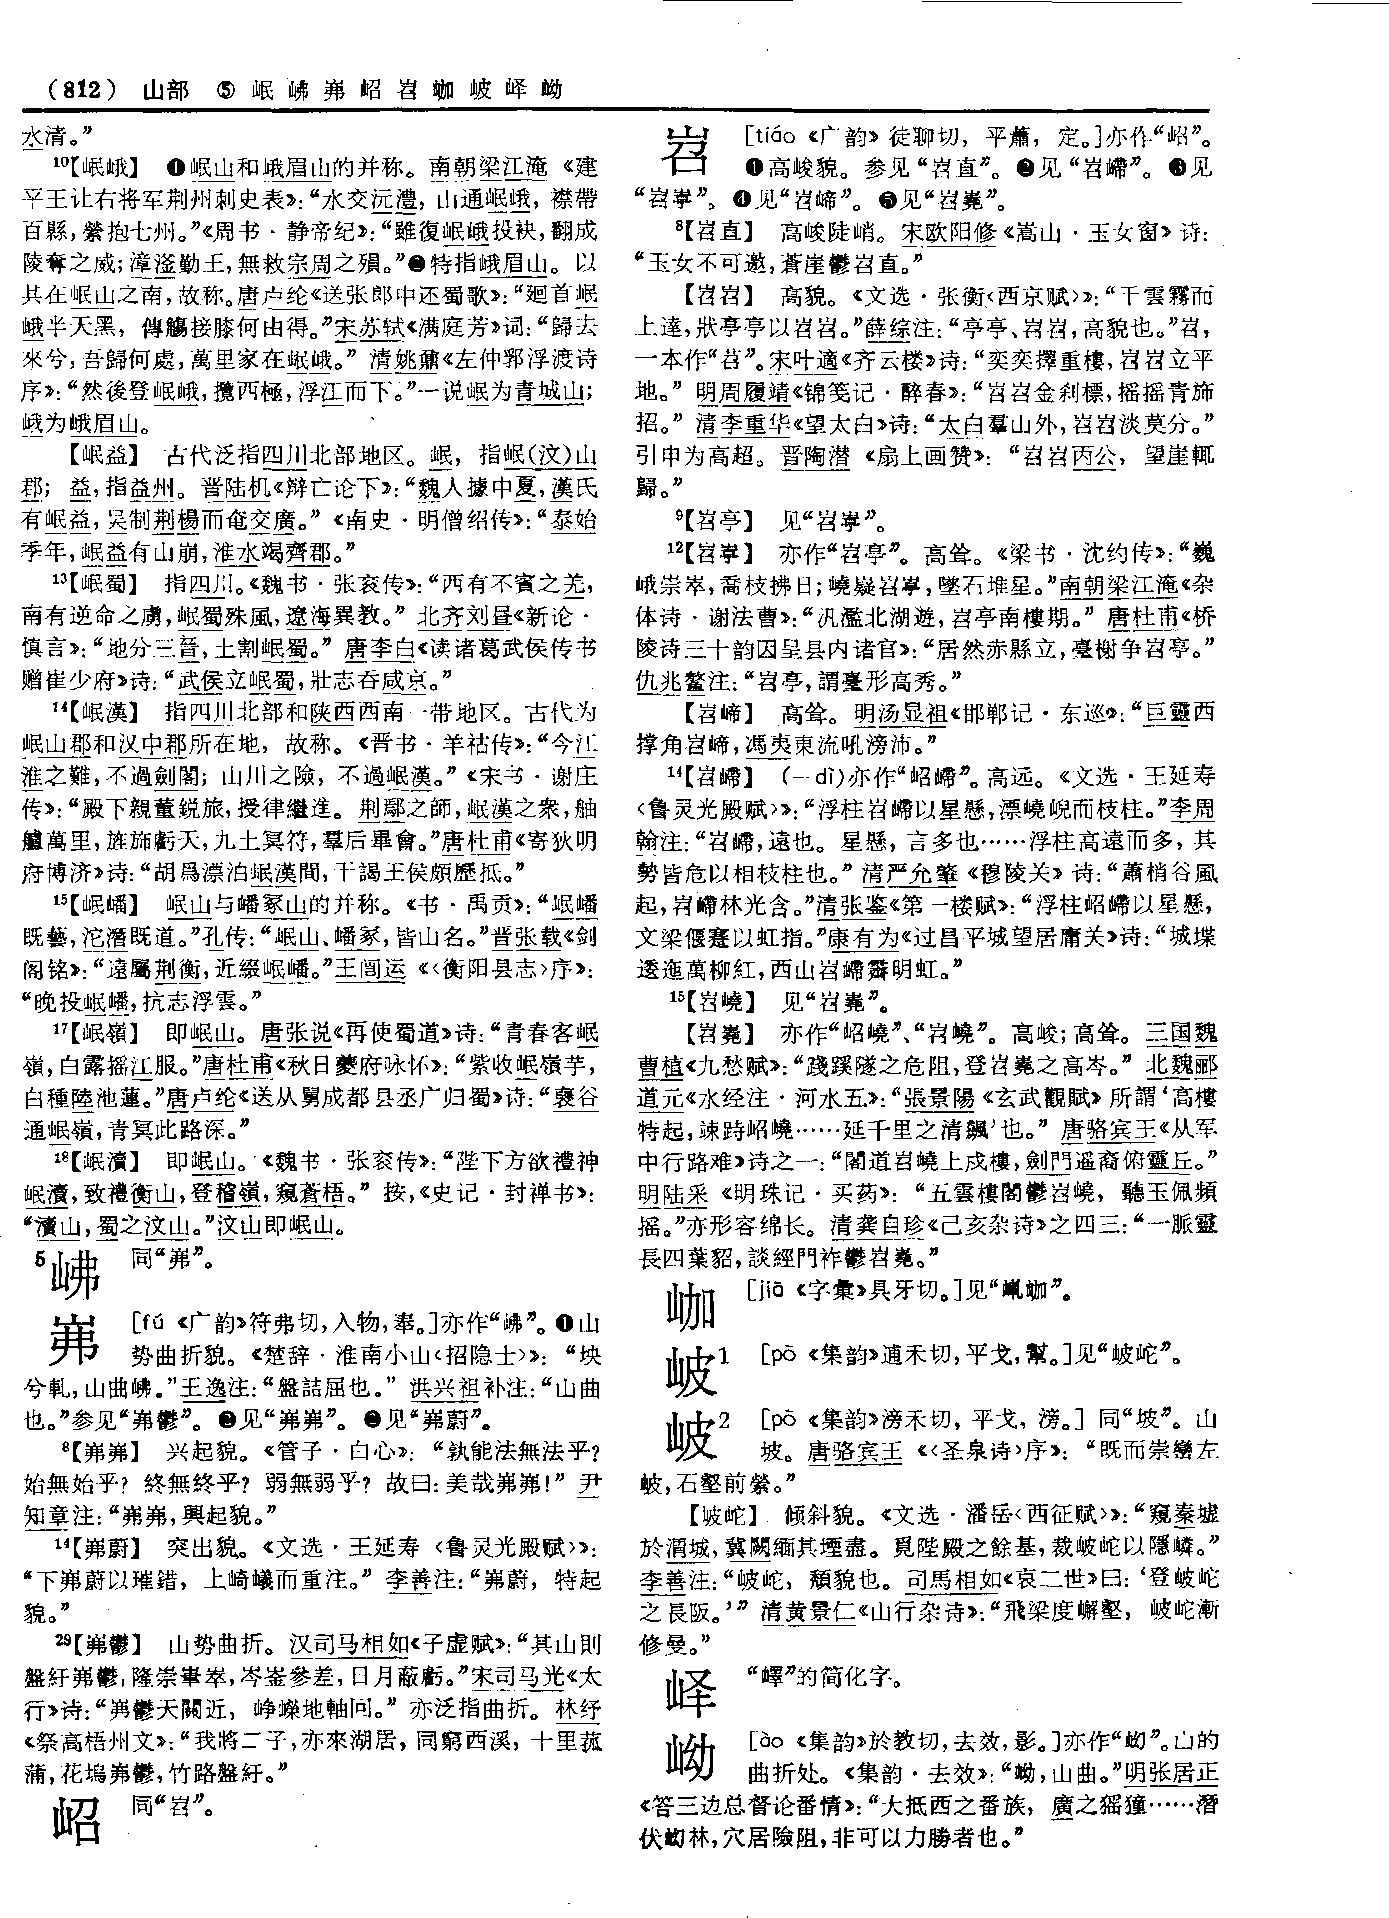 (812) 山部 ⑤ 岷岪岪岹岧㚙岥峄岰
水清。”
10【岷峨】 ❶岷山和峨眉山的并称。南朝梁江淹《建
平王让右将军荆州刺史表》：“水交沅澧，山通岷峨，襟帶
百縣，縈抱七州。”《周书·静帝纪》：“雖復岷峨投袂，翻成
陵奪之威；漳滏勤王，無救宗周之殞。”❷特指峨眉山。以
其在岷山之南，故称。唐卢纶《送张郎中还蜀歌》：“廻首岷
峨半天黑，傳觴接膝何由得。”宋苏轼《满庭芳》词：“歸去
來兮，吾歸何處，萬里家在岷峨。” 清姚鼐《左仲郛浮渡诗
序》：“然後登岷峨，攬西極，浮江而下。”一说岷为青城山；
峨为峨眉山。
【岷益】 古代泛指四川北部地区。岷，指岷(汶)山
郡；益，指益州。晋陆机《辩亡论下》：“魏人據中夏，漢氏
有岷益，吴制荆楊而奄交廣。”《南史·明僧绍传》：“泰始
季年，岷益有山崩，淮水竭齊郡。”
13【岷蜀】 指四川。《魏书·张衮传》：“西有不賓之羌，
南有逆命之虜，岷蜀殊風，遼海異教。” 北齐刘昼《新论·
慎言》：“地分三晉，土割岷蜀。” 唐李白《读诸葛武侯传书
赠崔少府》诗：“武侯立岷蜀，壯志吞咸京。”
14【岷漢】 指四川北部和陕西西南一带地区。古代为
岷山郡和汉中郡所在地，故称。《晋书·羊祜传》：“今江
淮之難，不過劍閣；山川之險，不過岷漢。”《宋书·谢庄
传》：“殿下親董銳旅，授律繼進。荆鄢之師，岷漢之衆，舳
艫萬里，旌旆虧天，九土冥符，羣后畢會。”唐杜甫《寄狄明
府博济》诗：“胡爲漂泊岷漢間，干謁王侯頗歷抵。”
15【岷嶓】 岷山与嶓冢山的并称。《书·禹贡》：“岷嶓
既藝，沱潛既道。”孔传：“岷山、嶓冢，皆山名。”晋张载《剑
阁铭》：“遠屬荆衡，近綴岷嶓。”王闿运《〈衡阳县志〉序》：
“晚投岷嶓，抗志浮雲。”
17【岷嶺】 即岷山。唐张说《再使蜀道》诗：“青春客岷
嶺，白露摇江服。”唐杜甫《秋日夔府咏怀》：“紫收岷嶺芋，
白種陸池蓮。”唐卢纶《送从舅成都县丞广归蜀》诗：“褒谷
通岷嶺，青冥此路深。”
18【岷瀆】 即岷山。《魏书·张衮传》：“陛下方欲禮神
岷瀆，致禮衡山，登稽嶺，窺蒼梧。” 按，《史记·封禅书》：
“瀆山，蜀之汶山。”汶山即岷山。
5岪 同“岪”。
岪 [fú 《广韵》符弗切，入物，奉。]亦作“岪”。❶山
势曲折貌。《楚辞·淮南小山〈招隐士〉》：“坱
兮軋，山曲岪。”王逸注：“盤詰屈也。” 洪兴祖补注：“山曲
也。”参见“岪鬱”。❷见“岪岪”。❸见“岪蔚”。
8【岪岪】 兴起貌。《管子·白心》：“孰能法無法乎？
始無始乎？終無終乎？弱無弱乎？故曰：美哉岪岪！” 尹
知章注：“岪岪，興起貌。”
14【岪蔚】 突出貌。《文选·王延寿〈鲁灵光殿赋〉》：
“下岪蔚以璀錯，上崎嶬而重注。” 李善注：“岪蔚，特起
貌。”
29【岪鬱】 山势曲折。汉司马相如《子虚赋》：“其山則
盤紆岪鬱，隆崇嵂崒，岑崟參差，日月蔽虧。”宋司马光《太
行》诗：“岪鬱天關近，峥嶸地軸回。” 亦泛指曲折。林纾
《祭高梧州文》：“我將二子，亦來湖居，同窮西溪，十里菰
蒲，花塢岪鬱，竹路盤紆。”
岹 同“岧”。
岧 [tiáo 《广韵》徒聊切，平蕭，定。]亦作“岹”。
❶高峻貌。参见“岧直”。❷见“岧嵽”。❸见
“岧嵉”。❹见“岧崹”。❺见“岧嶤”。
8【岧直】 高峻陡峭。宋欧阳修《嵩山·玉女窗》诗：
“玉女不可邀，蒼崖鬱岧直。”
【岧岧】 高貌。《文选·张衡〈西京赋〉》：“干雲霧而
上達，狀亭亭以岧岧。”薛综注：“亭亭、岧岧，高貌也。”岧，
一本作“苕”。宋叶適《齐云楼》诗：“奕奕擇重樓，岧岧立平
地。” 明周履靖《锦笺记·醉春》：“岧岧金刹標，摇摇青旆
招。” 清李重华《望太白》诗：“太白羣山外，岧岧淡莫分。”
引申为高超。晋陶潜《扇上画赞》：“岧岧丙公，望崖輒
歸。”
9【岧亭】 见“岧嵉”。
12【岧嵉】 亦作“岧亭”。高耸。《梁书·沈约传》：“巍
峨崇崒，喬枝拂日；嶢嶷岧嵉，墜石堆星。”南朝梁江淹《杂
体诗·谢法曹》：“汎濫北湖遊，岧亭南樓期。” 唐杜甫《桥
陵诗三十韵因呈县内诸官》：“居然赤縣立，臺榭争岧亭。”
仇兆鳌注：“岧亭，謂臺形高秀。”
【岧崹】 高耸。明汤显祖《邯郸记·东巡》：“巨靈西
撑角岧崹，馮夷東流吼滂沛。”
14【岧嵽】 (－dì)亦作“岹嵽”。高远。《文选·王延寿
〈鲁灵光殿赋〉》：“浮柱岧嵽以星懸，漂嶢峴而枝柱。”李周
翰注：“岧嵽，遠也。星懸，言多也……浮柱高遠而多，其
勢皆危以相枝柱也。” 清严允肇《穆陵关》诗：“蕭梢谷風
起，岧嵽林光含。”清张鉴《第一楼赋》：“浮柱岹嵽以星懸，
文梁偃蹇以虹指。”康有为《过昌平城望居庸关》诗：“城堞
逶迤萬柳紅，西山岧嵽霽明虹。”
15【岧嶢】 见“岧嶤”。
【岧嶤】 亦作“岹嶢”、“岧嶢”。高峻；高耸。三国魏
曹植《九愁赋》：“踐蹊隧之危阻，登岧嶤之高岑。” 北魏郦
道元《水经注·河水五》：“張景陽《玄武觀賦》所謂‘高樓
特起，竦跱岹嶢……延千里之清飆’也。” 唐骆宾王《从军
中行路难》诗之一：“閣道岧嶢上戍樓，劍門遥裔俯靈丘。”
明陆采《明珠记·买药》：“五雲樓閣鬱岧嶢，聽玉佩頻
摇。”亦形容绵长。清龚自珍《己亥杂诗》之四三：“一脈靈
長四葉貂，談經門祚鬱岧嶤。”
[jiā 《字彙》具牙切。]见“㠊㚙”。
岥1 [pō 《集韵》逋禾切，平戈，幫。]见“岥岮”。
岥2 [pō 《集韵》滂禾切，平戈，滂。] 同“坡”。山
坡。唐骆宾王《〈圣泉诗〉序》：“既而崇巒左
岥，石壑前縈。”
【岥岮】 倾斜貌。《文选·潘岳〈西征赋〉》：“窺秦墟
於渭城，冀闕緬其堙盡。覓陛殿之餘基，裁岥岮以隱嶙。”
李善注：“岥岮，頹貌也。司馬相如《哀二世》曰：‘登岥岮
之長阪。’” 清黄景仁《山行杂诗》：“飛梁度嶰壑，岥岮漸
修曼。”
峄 “嶧”的简化字。
岰 [ào 《集韵》於教切，去效，影。]亦作“岰”。山的
曲折处。《集韵·去效》：“岰，山曲。”明张居正
《答三边总督论番情》：“大抵西之番族，廣之猺獞……潛
伏岰林，穴居險阻，非可以力勝者也。”